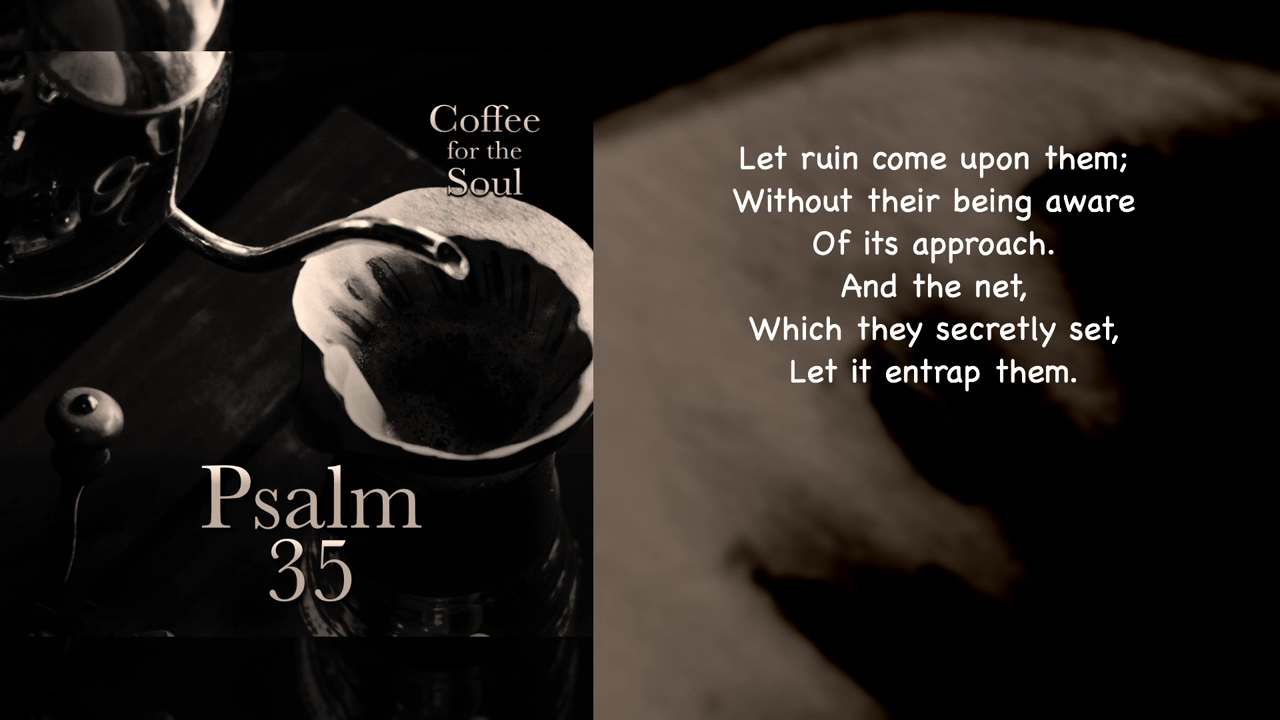 Coffee
for the
Soul
Psalm
35
Let ruin come upon them;
Without their being aware
Of its approach.
And the net,
Which they secretly set,
Let it entrap them.